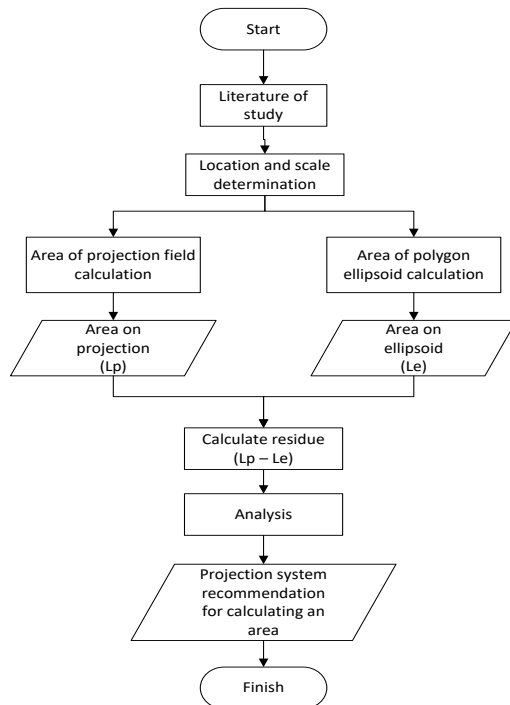 Start
Literature of
study
Location and scale
determination
Area of projection field
calculation
Area of polygon
ellipsoid calculation
Area on
projection
(Lp)
Area on
ellipsoid
(Le)
Calculate residue
(Lp – Le)
Analysis
Projection system
recommendation
for calculating an
area
Finish